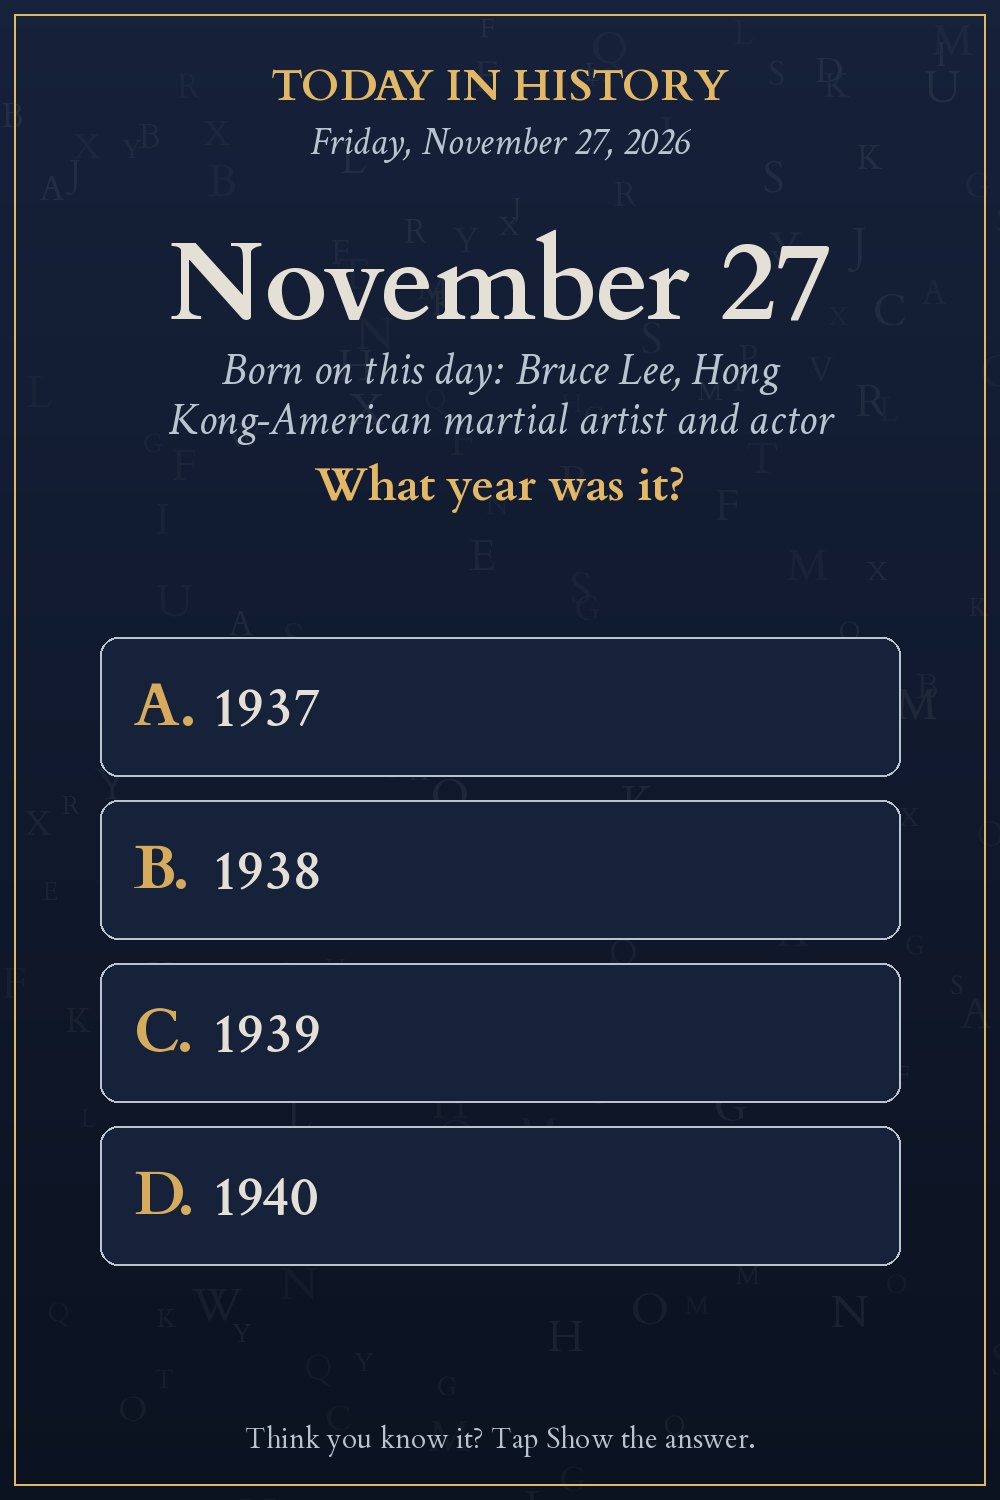 TODAY IN HISTORY
Friday, November 27, 2026
November 27
Born on this day: Bruce Lee, Hong
Kong-American martial artist and actor
What year was it?
A. 1937
B. 1938
C. 1939
D. 1940
Think you know it? Tap Show the answer.